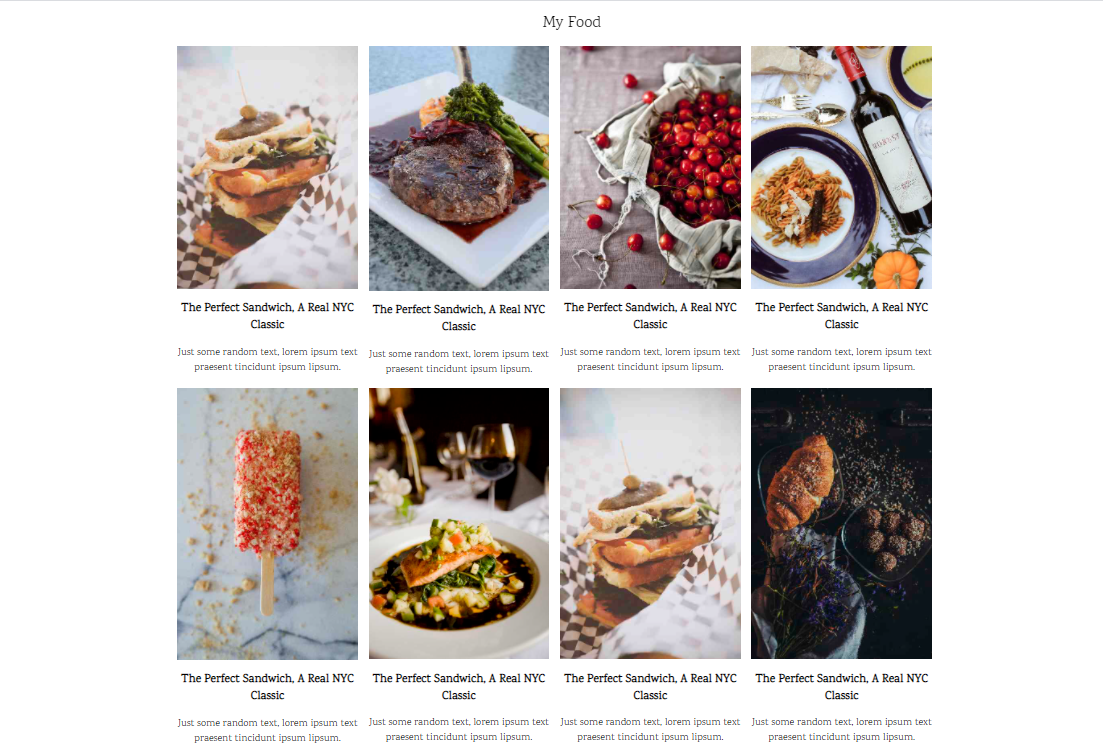 My Food
The Perfect Sandwich, A Real NYC
Classic
Just some random text, lorem ipsum text
praesent tincidunt ipsum lipsum.
The Perfect Sandwich, A Real NYC
Classic
Just some random text, lorem ipsum text
praesent tincidunt ipsum lipsum.
The Perfect Sandwich, A Real NYC
Classic
Just some random text, lorem ipsum text
praesent tincidunt ipsum lipsum.
The Perfect Sandwich, A Real NYC
Classic
Just some random text, lorem ipsum text
praesent tincidunt ipsum lipsum.
The Perfect Sandwich, A Real NYC
Classic
Just some random text, lorem ipsum text
praesent tincidunt ipsum lipsum.
The Perfect Sandwich, A Real NYC
Classic
Just some random text, lorem ipsum text
praesent tincidunt ipsum lipsum.
The Perfect Sandwich, A Real NYC
Classic
Just some random text, lorem ipsum text
praesent tincidunt ipsum lipsum.
The Perfect Sandwich, A Real NYC
Classic
Just some random text, lorem ipsum text
praesent tincidunt ipsum lipsum.